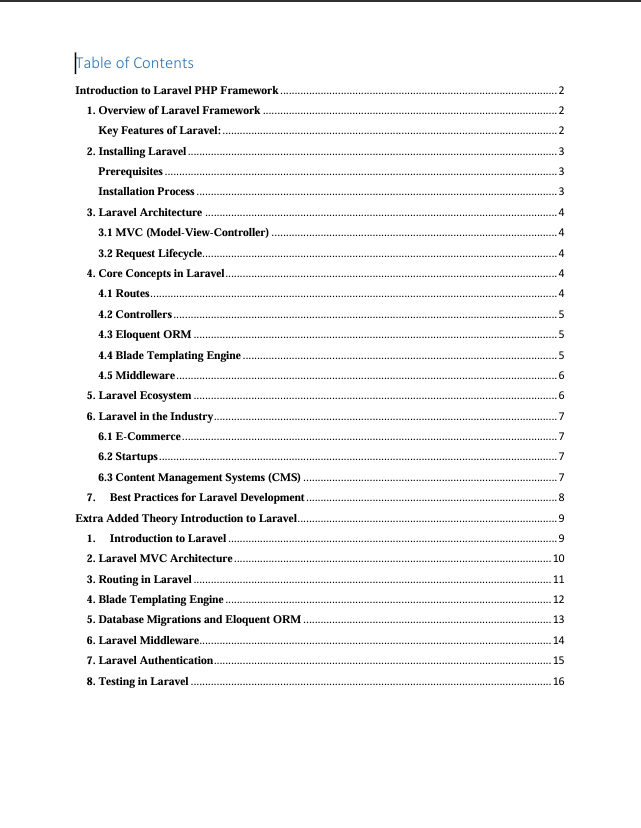 Table of Contents
Introduction to Laravel PHP Framework 2
1. Overview of Laravel Framework 2
Key Features of Laravel: 2
2. Installing Laravel 3
Prerequisites 3
Installation Process 3
3. Laravel Architecture 4
3.1 MVC (Model-View-Controller) 4
3.2 Request Lifecycle 4
4. Core Concepts in Laravel 4
4.1 Routes 4
4.2 Controllers 5
4.3 Eloquent ORM 5
4.4 Blade Templating Engine 5
4.5 Middleware 6
5. Laravel Ecosystem 6
6. Laravel in the Industry 7
6.1 E-Commerce 7
6.2 Startups 7
6.3 Content Management Systems (CMS) 7
7. Best Practices for Laravel Development 8
Extra Added Theory Introduction to Laravel 9
1. Introduction to Laravel 9
2. Laravel MVC Architecture 10
3. Routing in Laravel 11
4. Blade Templating Engine 12
5. Database Migrations and Eloquent ORM 13
6. Laravel Middleware 14
7. Laravel Authentication 15
8. Testing in Laravel 16